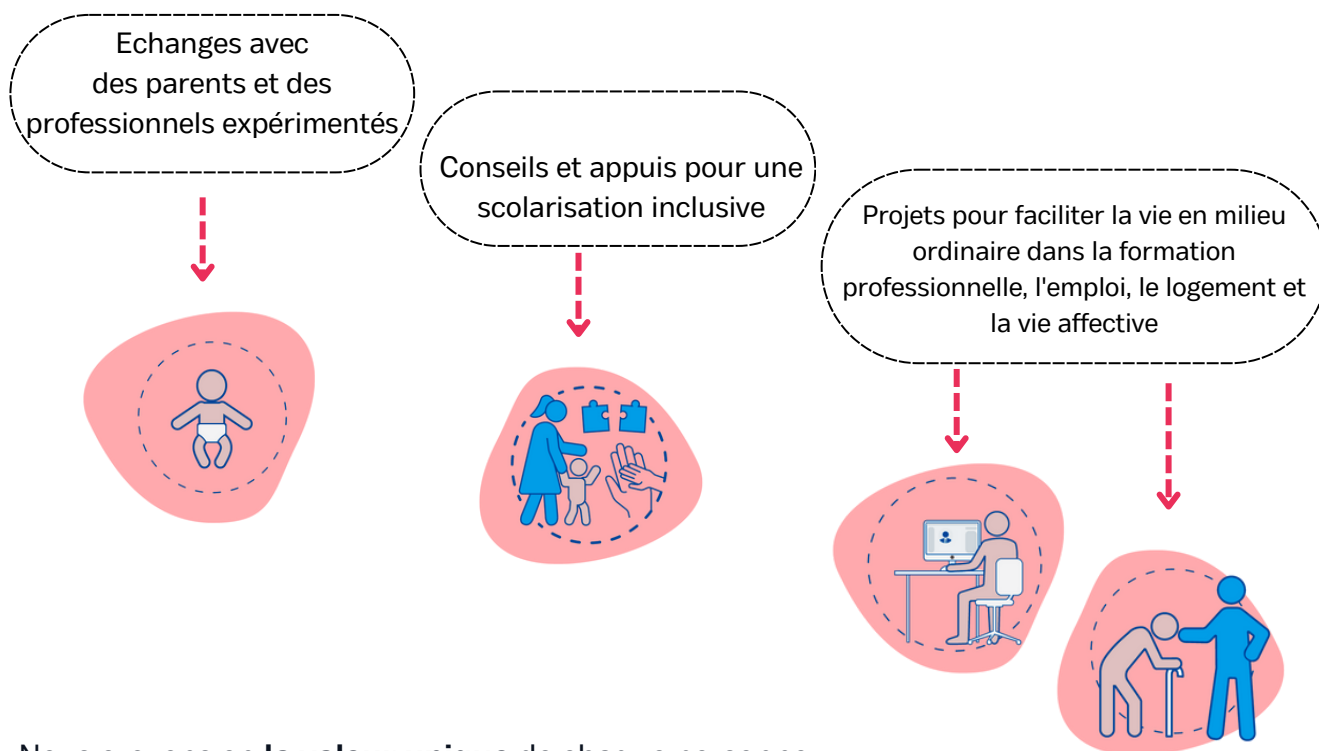 Echanges avec
des parents et des
professionnels expérimentés
Conseils et appuis pour une
scolarisation inclusive
Projets pour faciliter la vie en milieu
ordinaire dans la formation
professionnelle, l'emploi, le logement et
la vie affective